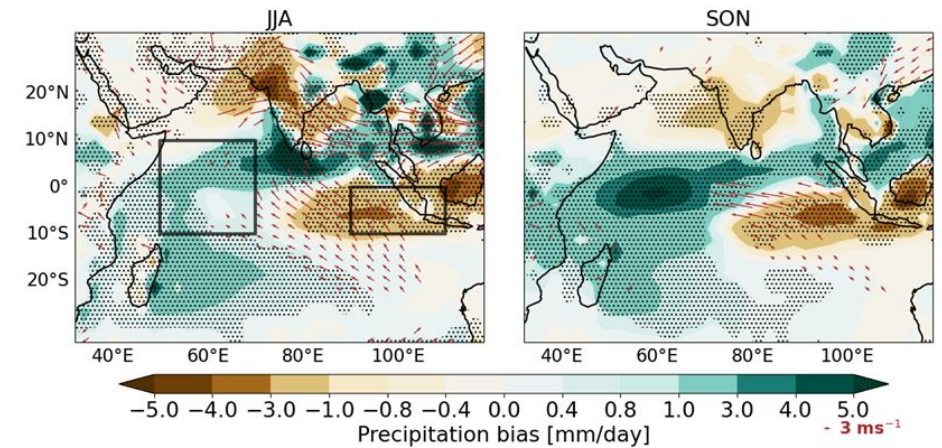 JJA
SON
20°N
10°N
0°
10°S
20°S
40°E 60°E 80°E 100°E
40°E 60°E 80°E 100°E
−5.0 −4.0 −3.0 −1.0 −0.8 −0.4 0.0 0.4 0.8 1.0 3.0 4.0 5.0
Precipitation bias [mm/day]
3 ms⁻¹